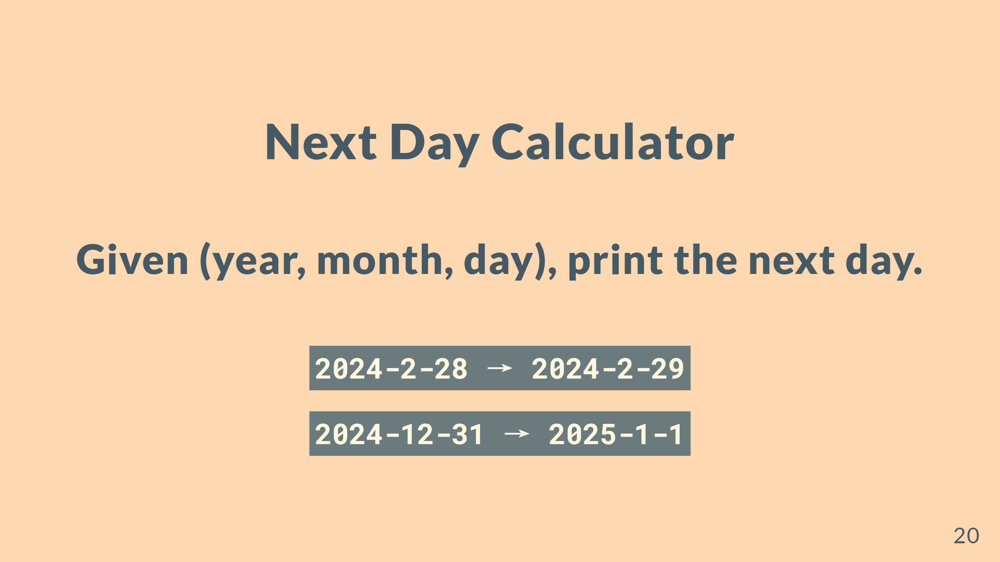 Next Day Calculator
Given (year, month, day), print the next day.
2024-2-28 → 2024-2-29
2024-12-31 → 2025-1-1
20